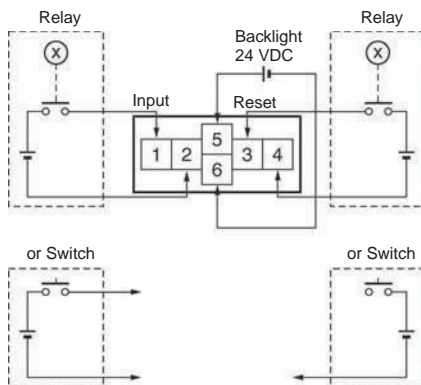 Relay
Relay
Backlight
24 VDC
X
X
Input
Reset
5
1 2 3 4
6
or Switch
or Switch